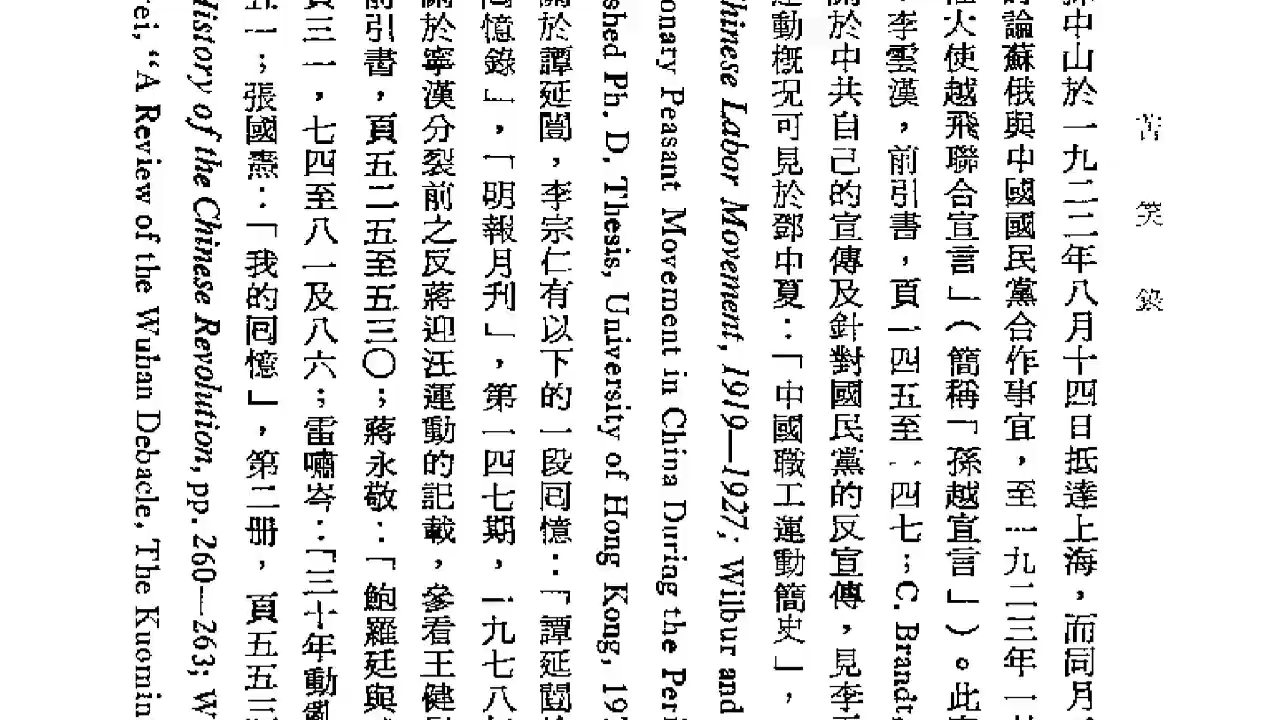 苦笑錄
孫中山於一九二二年八月十四日抵達上海，而同月
討論蘇俄與中國國民黨合作事宜，至一九二三年一
大使越飛聯合宣言」（簡稱「孫越宣言」）。此
李雲漢，前引書，頁一四五至一四七；C. Brandt,
關於中共自己的宣傳及針對國民黨的反宣傳，見李
運動概況可見於鄧中夏：「中國職工運動簡史」，
Chinese Labor Movement, 1919—1927; Wilbur and
onary Peasant Movement in China During the Per
shed Ph. D. Thesis, University of Hong Kong, 19
關於譚延闓，李宗仁有以下的一段回憶：「譚延闓
回憶錄」，「明報月刊」，第一四七期，一九七八
關於寧漢分裂前之反蔣迎汪運動的記載，參看王健
前引書，頁五二五至五三〇；蔣永敬：「鮑羅廷與
頁三一，七四至八一及八六；雷嘯岑：「三十年動亂
五一；張國燾：「我的回憶」，第二册，頁五五三
History of the Chinese Revolution, pp. 260—263; W
ei, “A Review of the Wuhan Debacle, The Kuomin